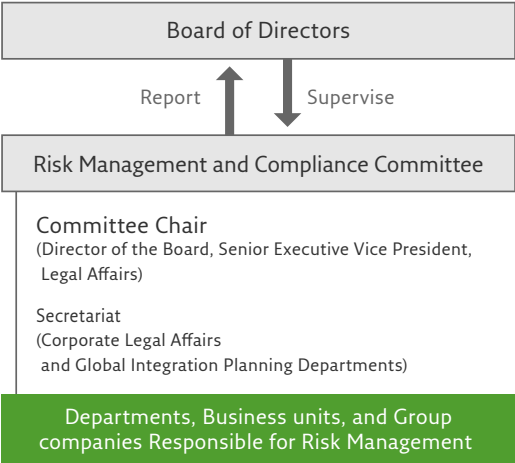 Board of Directors
Report
Supervise
Risk Management and Compliance Committee
Committee Chair
(Director of the Board, Senior Executive Vice President,
Legal Affairs)
Secretariat
(Corporate Legal Affairs
and Global Integration Planning Departments)
Departments, Business units, and Group
companies Responsible for Risk Management